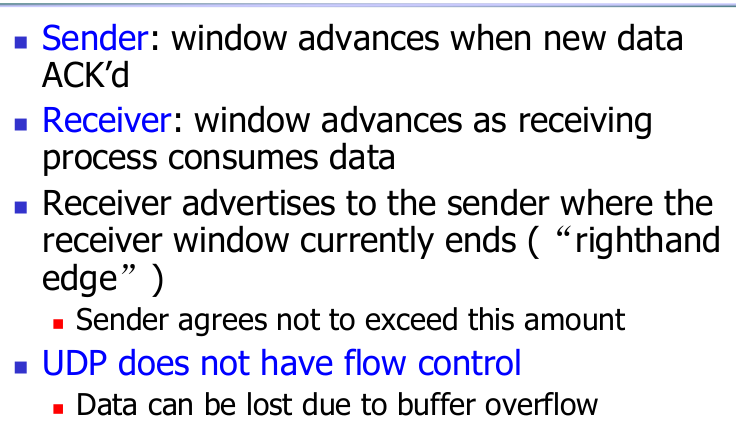 Sender: window advances when new data
ACK’d
Receiver: window advances as receiving
process consumes data
Receiver advertises to the sender where the
receiver window currently ends ( “righthand
edge” )
Sender agrees not to exceed this amount
UDP does not have flow control
Data can be lost due to buffer overflow